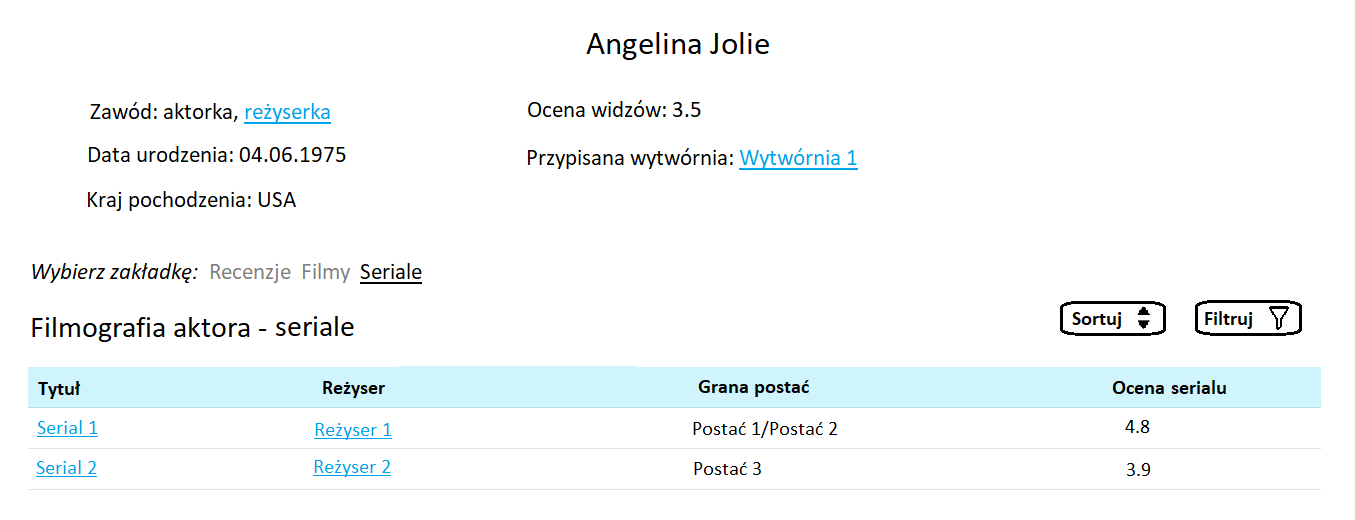 Angelina Jolie
Zawód: aktorka, reżyserka
Ocena widzów: 3.5
Data urodzenia: 04.06.1975
Przypisana wytwórnia: Wytwórnia 1
Kraj pochodzenia: USA
Wybierz zakładkę: Recenzje Filmy Seriale
Filmografia aktora - seriale
Sortuj
Filtruj
Tytuł Reżyser Grana postać Ocena serialu
Serial 1 Reżyser 1 Postać 1/Postać 2 4.8
Serial 2 Reżyser 2 Postać 3 3.9